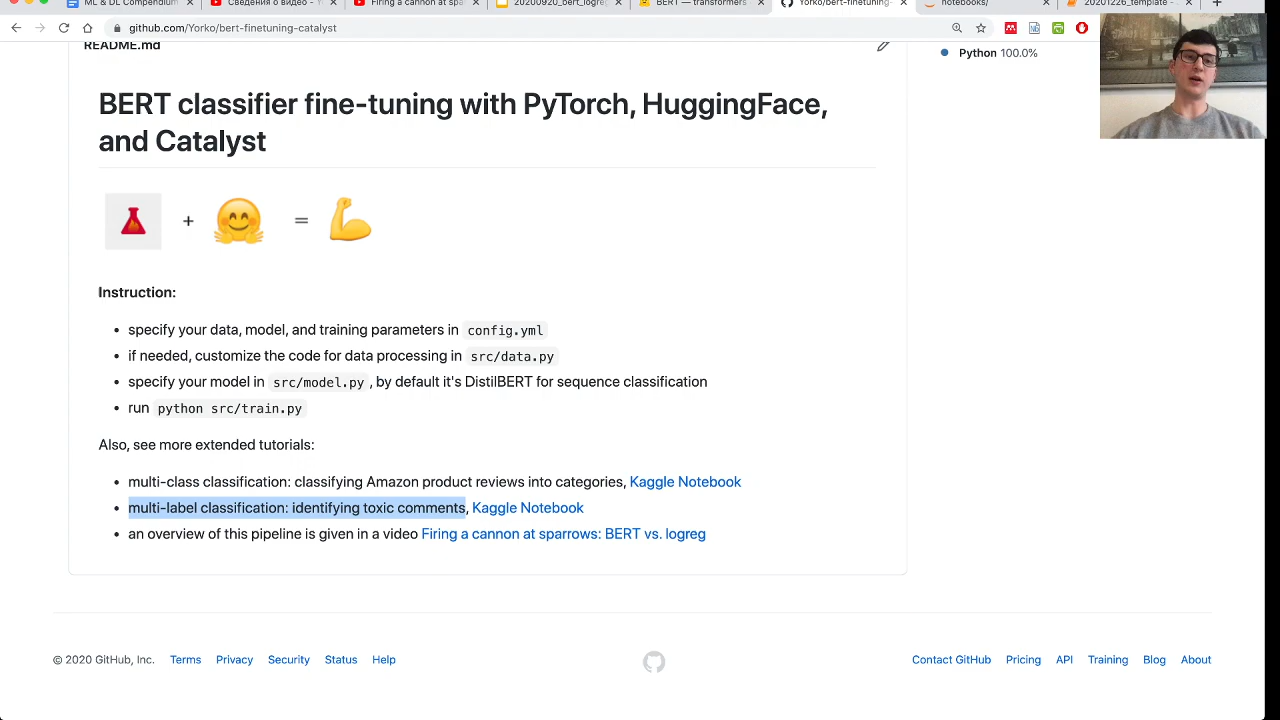 ML & DL Compendium
Сведения о видео - Y
Firing a cannon at spa
20200920_bert_logreg
BERT — transformers
Yorko/bert-finetuning-
notebooks/
20201226_template -
github.com/Yorko/bert-finetuning-catalyst
README.md
Python 100.0%
BERT classifier fine-tuning with PyTorch, HuggingFace,
and Catalyst
+ =
Instruction:
• specify your data, model, and training parameters in config.yml
• if needed, customize the code for data processing in src/data.py
• specify your model in src/model.py , by default it's DistilBERT for sequence classification
• run python src/train.py
Also, see more extended tutorials:
• multi-class classification: classifying Amazon product reviews into categories, Kaggle Notebook
• multi-label classification: identifying toxic comments, Kaggle Notebook
• an overview of this pipeline is given in a video Firing a cannon at sparrows: BERT vs. logreg
© 2020 GitHub, Inc. Terms Privacy Security Status Help
Contact GitHub Pricing API Training Blog About